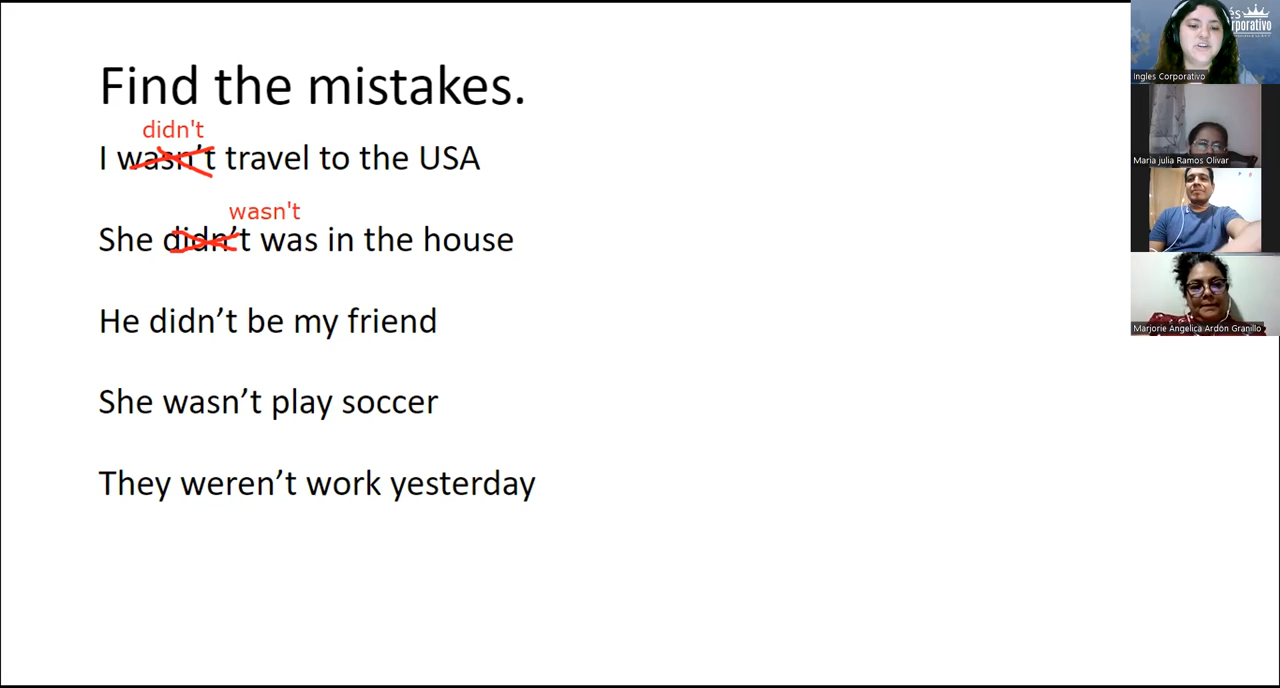 Find the mistakes.
didn't
I wasn't travel to the USA
wasn't
She didn't was in the house
He didn't be my friend
She wasn't play soccer
They weren't work yesterday
Ingles Corporativo
Maria julia Ramos Olivar
Marjorie Angelica Ardón Granillo